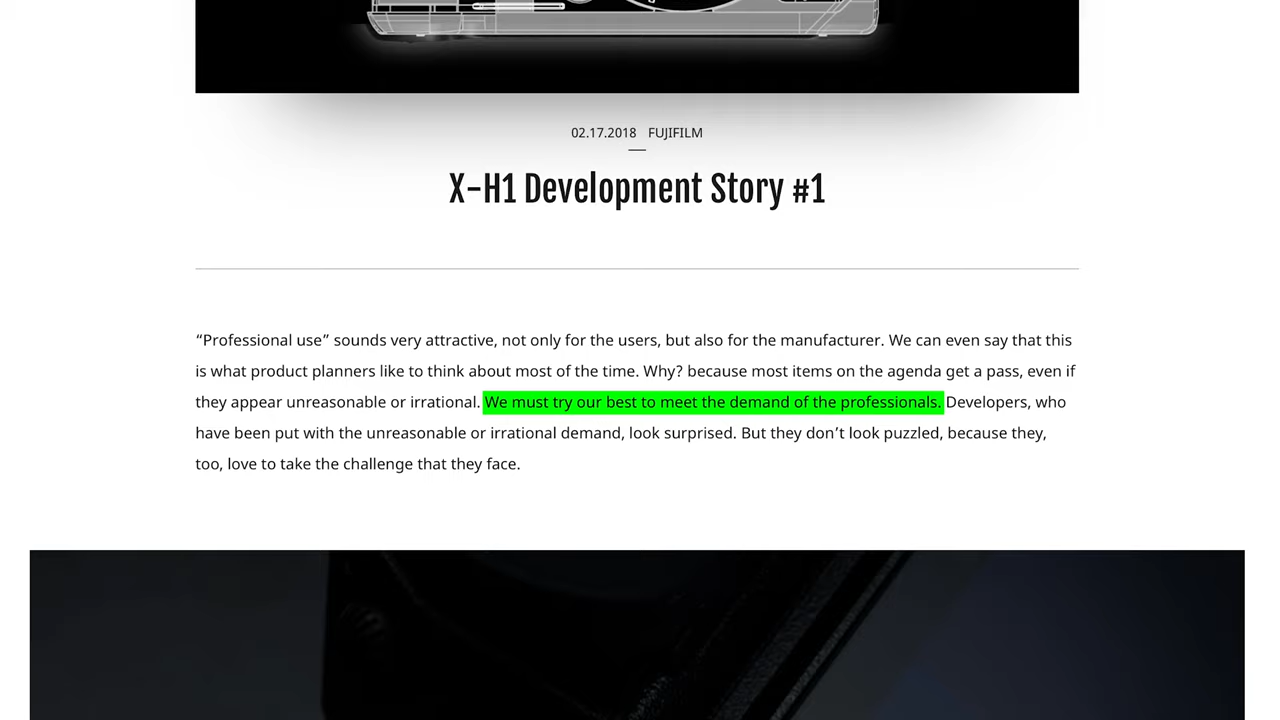 02.17.2018 FUJIFILM
X-H1 Development Story #1
“Professional use” sounds very attractive, not only for the users, but also for the manufacturer. We can even say that this
is what product planners like to think about most of the time. Why? because most items on the agenda get a pass, even if
they appear unreasonable or irrational. We must try our best to meet the demand of the professionals. Developers, who
have been put with the unreasonable or irrational demand, look surprised. But they don’t look puzzled, because they,
too, love to take the challenge that they face.